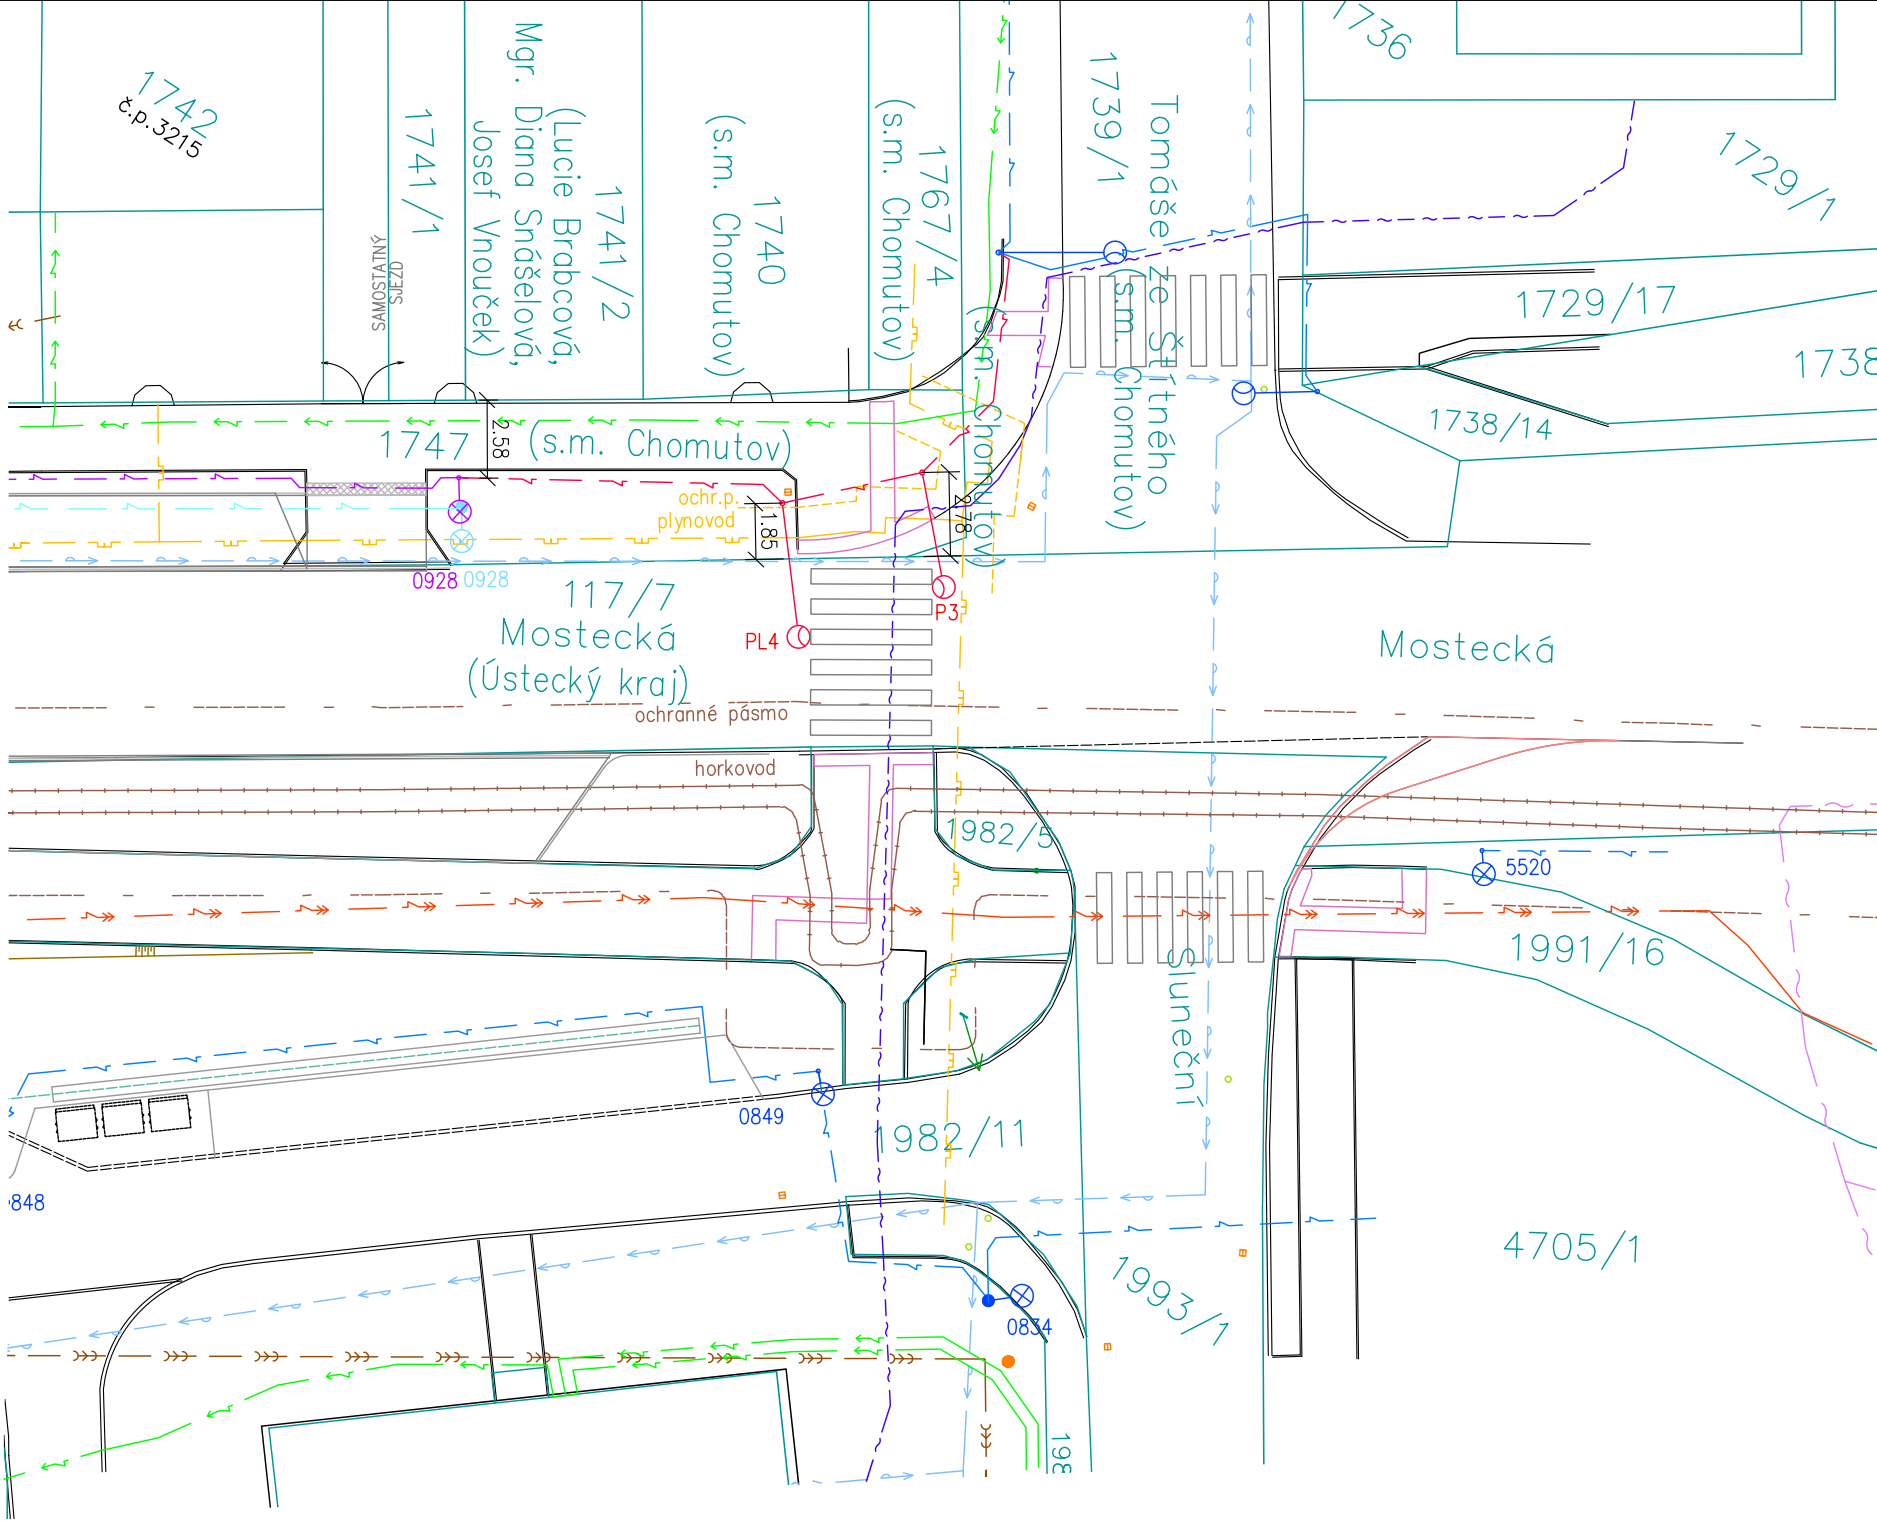 1742
č.p.3215
SAMOSTATNÝ
SJEZD
1741/1
1741/2
(Lucie Brabcová,
Mgr. Diana Snášelová,
Josef Vnouček)
1740
(s.m. Chomutov)
1767/4
(s.m. Chomutov)
(s.m. Chomutov)
1739/1
Tomáše ze Štítného
(s.m. Chomutov)
1736
1729/1
1729/17
1738
1738/14
1747
(s.m. Chomutov)
2.58
1.85
2.78
ochr.p.
plynovod
0928
0928
117/7
Mostecká
(Ústecký kraj)
PL4
P3
Mostecká
ochranné pásmo
horkovod
1982/5
5520
1991/16
Sluneční
0849
1982/11
848
4705/1
1993/1
0834
198